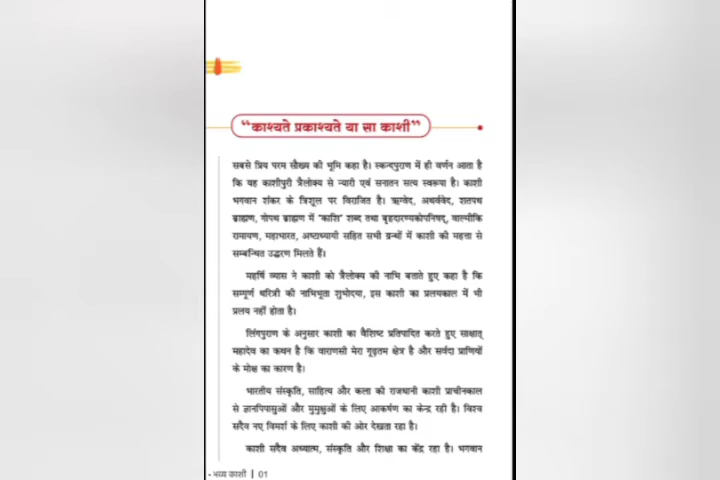 “काश्यते प्रकाश्यते या सा काशी”
सबसे प्रिय परम सौख्य की भूमि कहा है। स्कन्दपुराण में ही वर्णन आता है
कि यह काशीपुरी त्रैलोक्य से न्यारी एवं सनातन सत्य स्वरूपा है। काशी
भगवान शंकर के त्रिशूल पर विराजित है। ऋग्वेद, अथर्ववेद, शतपथ
ब्राह्मण, गोपथ ब्राह्मण में 'काशि' शब्द तथा बृहदारण्यकोपनिषद्, वाल्मीकि
रामायण, महाभारत, अष्टाध्यायी सहित सभी ग्रन्थों में काशी की महत्ता से
सम्बन्धित उद्धरण मिलते हैं।
महर्षि व्यास ने काशी को त्रैलोक्य की नाभि बताते हुए कहा है कि
सम्पूर्ण धरित्री की नाभिभूता शुभोदया, इस काशी का प्रलयकाल में भी
प्रलय नहीं होता है।
लिंगपुराण के अनुसार काशी का वैशिष्ट प्रतिपादित करते हुए साक्षात्
महादेव का कथन है कि वाराणसी मेरा गूढ़तम क्षेत्र है और सर्वदा प्राणियों
के मोक्ष का कारण है।
भारतीय संस्कृति, साहित्य और कला की राजधानी काशी प्राचीनकाल
से ज्ञानपिपासुओं और मुमुक्षुओं के लिए आकर्षण का केन्द्र रही है। विश्व
सदैव नए विमर्श के लिए काशी की ओर देखता रहा है।
काशी सदैव अध्यात्म, संस्कृति और शिक्षा का केंद्र रहा है। भगवान
- भव्य काशी | 01